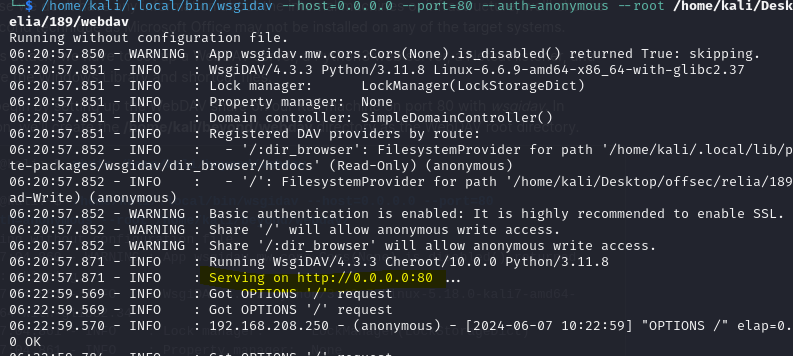 └─$ /home/kali/.local/bin/wsgidav --host=0.0.0.0 --port=80 --auth=anonymous --root /home/kali/Desk
elia/189/webdav
Running without configuration file.
06:20:57.850 - WARNING : App wsgidav.mw.cors.Cors(None).is_disabled() returned True: skipping.
06:20:57.851 - INFO    : WsgiDAV/4.3.3 Python/3.11.8 Linux-6.6.9-amd64-x86_64-with-glibc2.37
06:20:57.851 - INFO    : Lock manager:      LockManager(LockStorageDict)
06:20:57.851 - INFO    : Property manager:  None
06:20:57.851 - INFO    : Domain controller: SimpleDomainController()
06:20:57.851 - INFO    : Registered DAV providers by route:
06:20:57.852 - INFO    :   - '/:dir_browser': FilesystemProvider for path '/home/kali/.local/lib/p
te-packages/wsgidav/dir_browser/htdocs' (Read-Only) (anonymous)
06:20:57.852 - INFO    :   - '/': FilesystemProvider for path '/home/kali/Desktop/offsec/relia/189
ad-Write) (anonymous)
06:20:57.852 - WARNING : Basic authentication is enabled: It is highly recommended to enable SSL.
06:20:57.852 - WARNING : Share '/' will allow anonymous write access.
06:20:57.852 - WARNING : Share '/:dir_browser' will allow anonymous write access.
06:20:57.871 - INFO    : Running WsgiDAV/4.3.3 Cheroot/10.0.0 Python/3.11.8
06:20:57.871 - INFO    : Serving on http://0.0.0.0:80 ...
06:22:59.569 - INFO    : Got OPTIONS '/' request
06:22:59.569 - INFO    : Got OPTIONS '/' request
06:22:59.570 - INFO    : 192.168.208.250 - (anonymous) - [2024-06-07 10:22:59] "OPTIONS /" elap=0.
0 OK